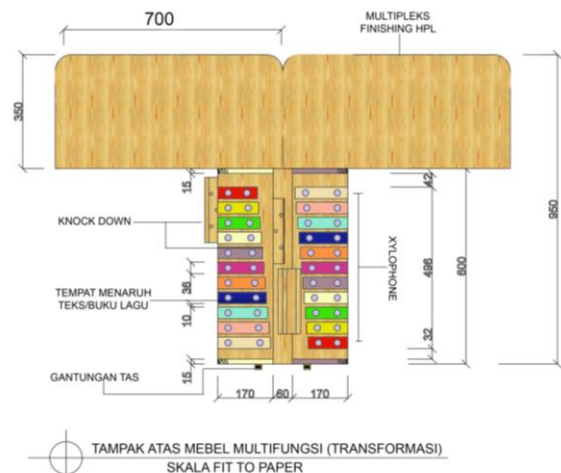 700
MULTIPLEKS
FINISHING HPL
350
15
42
KNOCK DOWN
XYLOPHONE
496
600
950
36
TEMPAT MENARUH
TEKS/BUKU LAGU
10
32
GANTUNGAN TAS
15
170
60
170
TAMPAK ATAS MEBEL MULTIFUNGSI (TRANSFORMASI)
SKALA FIT TO PAPER